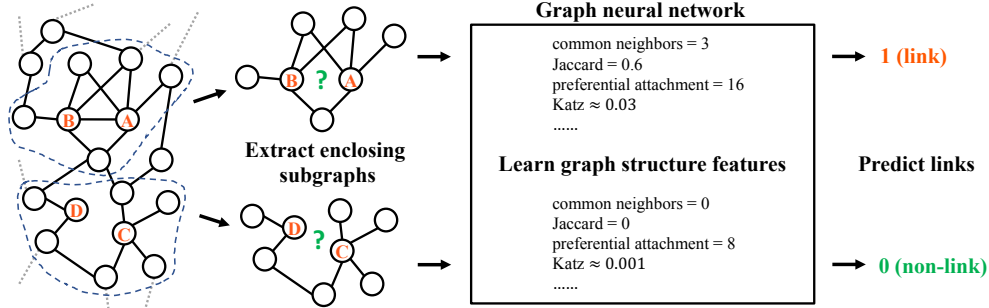 Graph neural network
common neighbors = 3
Jaccard = 0.6
preferential attachment = 16
Katz ≈ 0.03
......
1 (link)
B
A
?
B
A
Extract enclosing
subgraphs
Learn graph structure features
Predict links
D
C
D
?
C
common neighbors = 0
Jaccard = 0
preferential attachment = 8
Katz ≈ 0.001
......
0 (non-link)